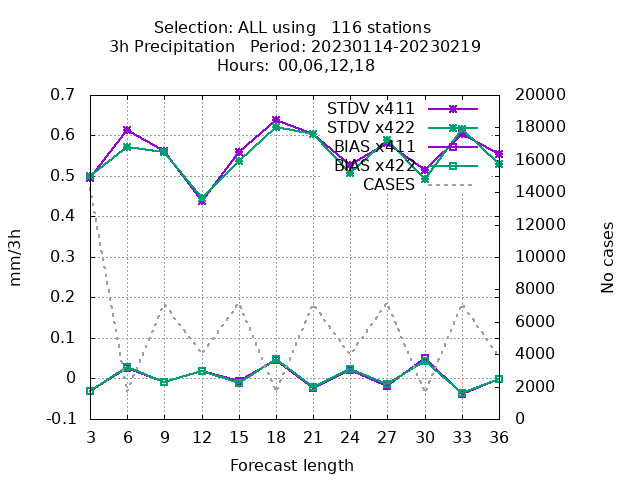 Selection: ALL using   116 stations
3h Precipitation   Period: 20230114-20230219
Hours:  00,06,12,18
0.7
0.6
0.5
0.4
0.3
0.2
0.1
0
-0.1
mm/3h
STDV x411
STDV x422
BIAS x411
BIAS x422
CASES
20000
18000
16000
14000
12000
10000
8000
6000
4000
2000
0
No cases
3 6 9 12 15 18 21 24 27 30 33 36
Forecast length